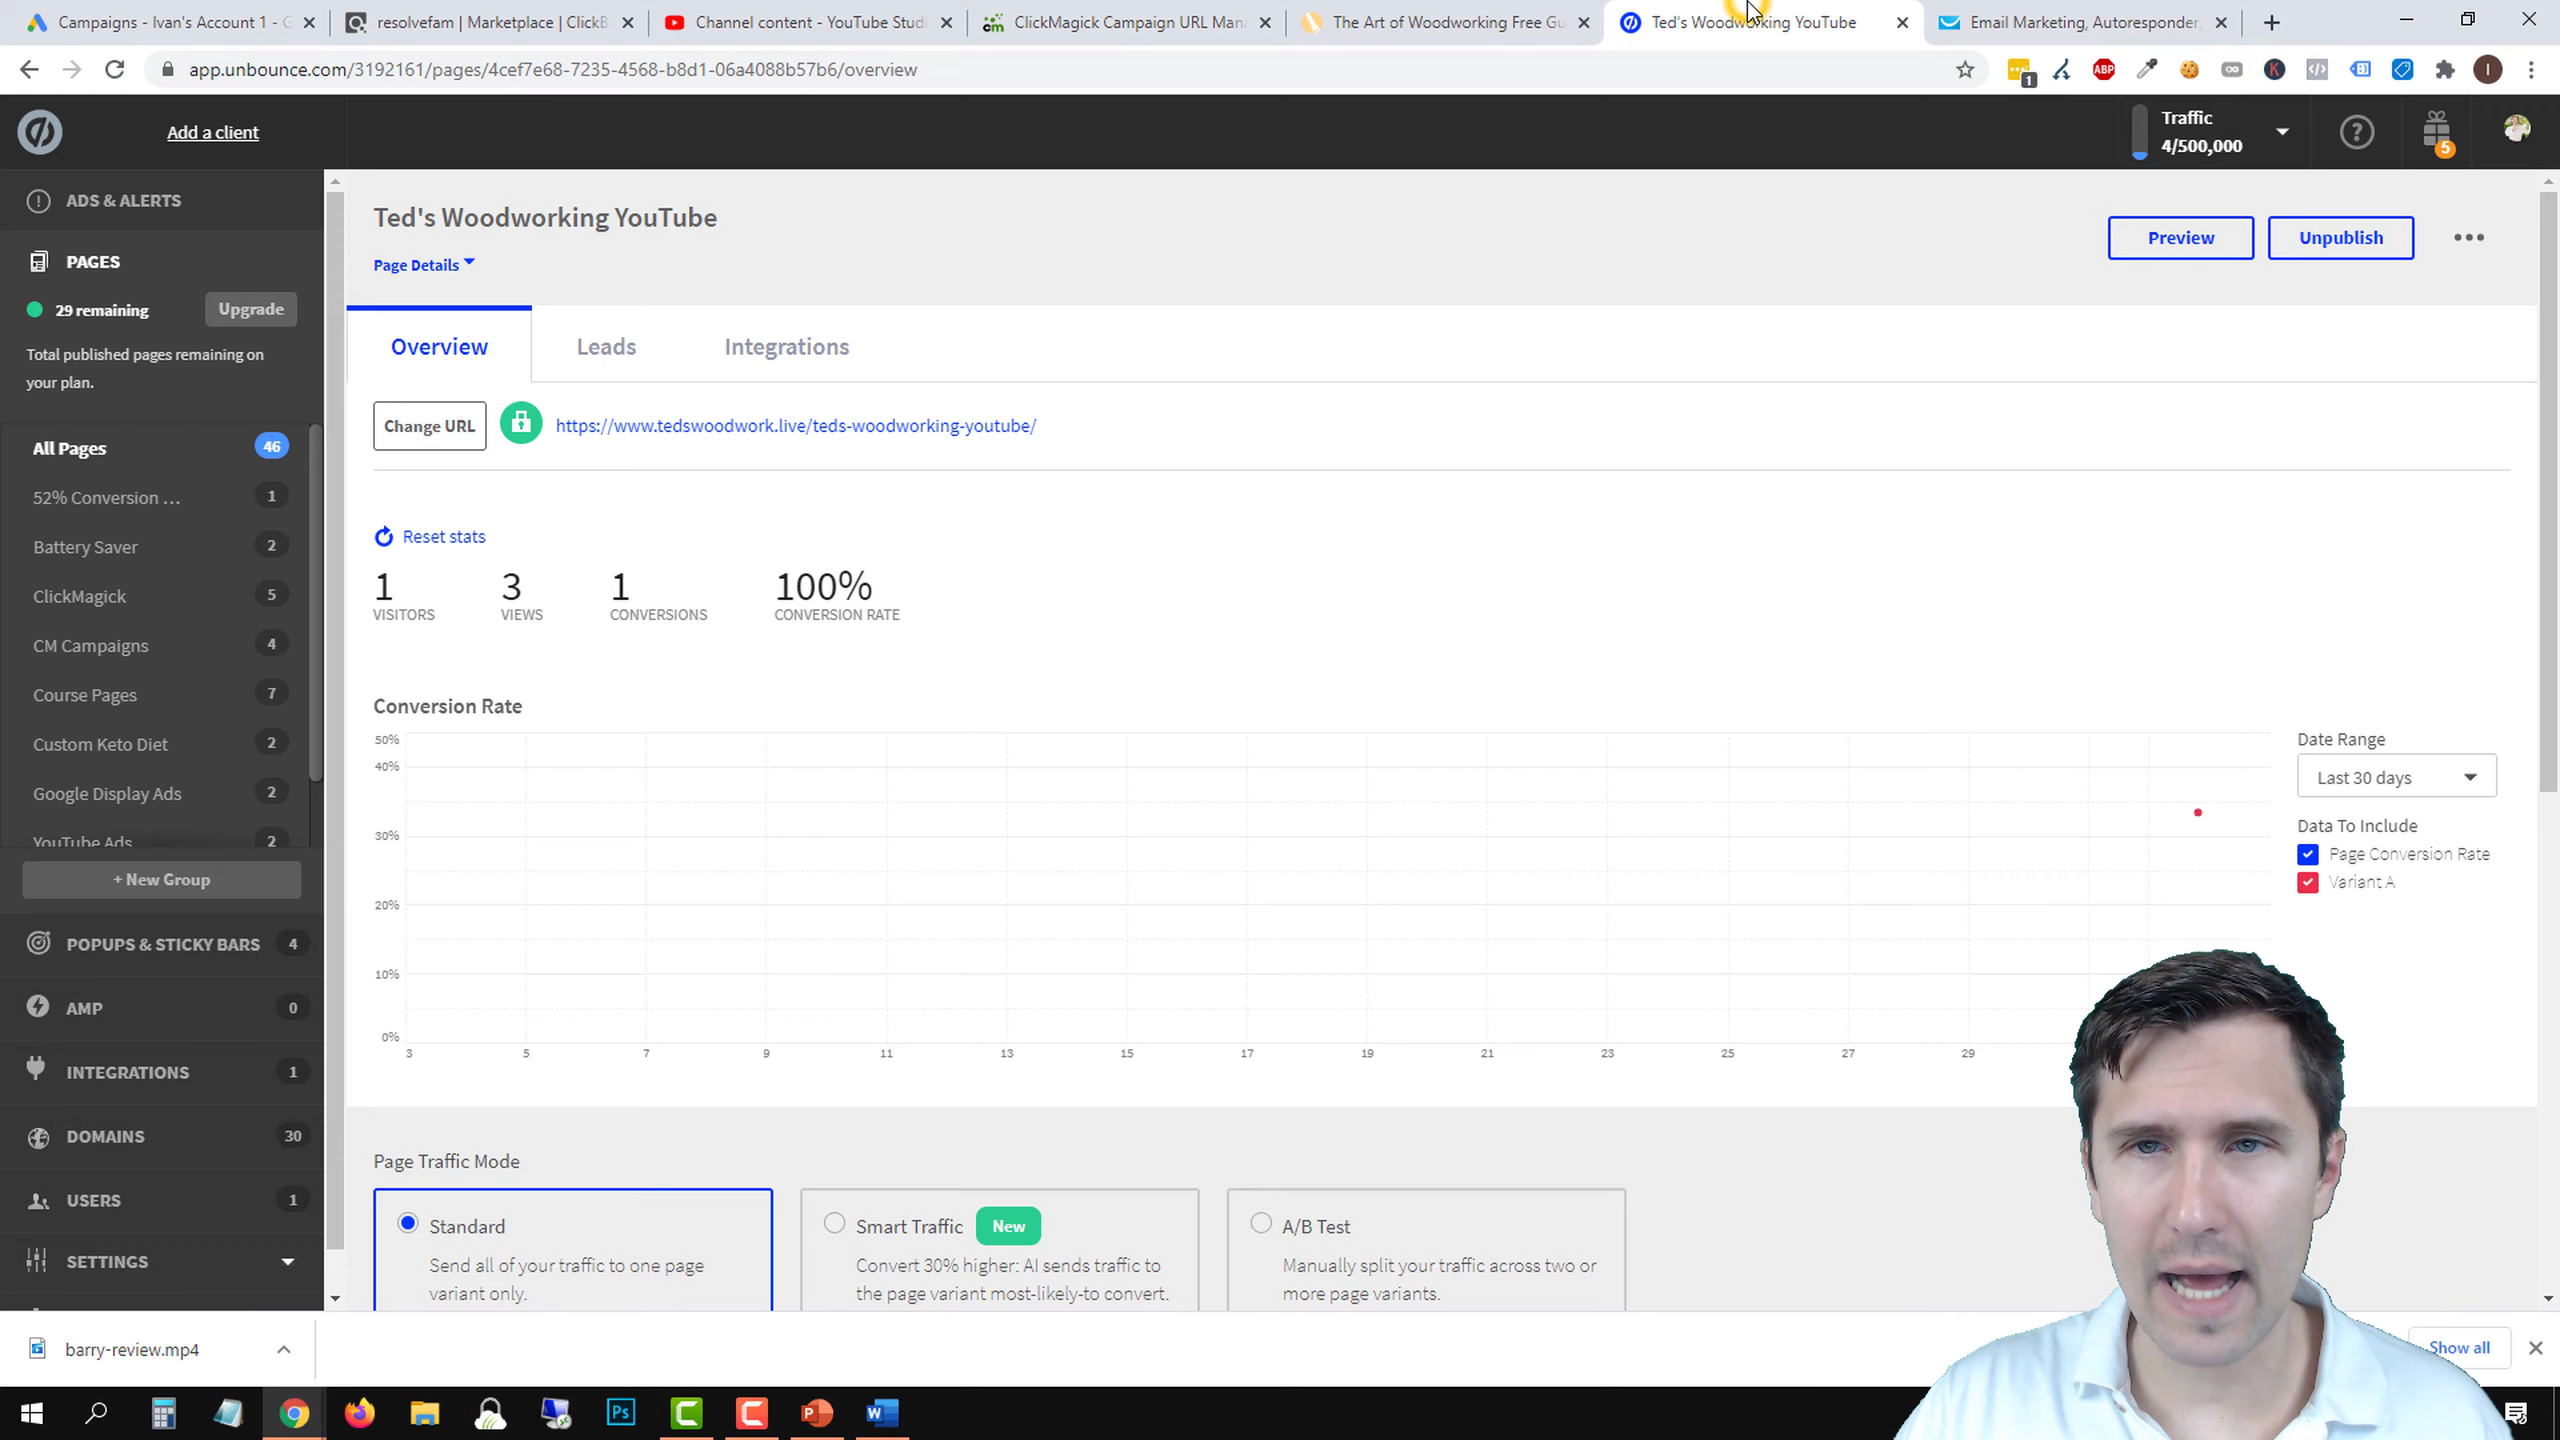 Campaigns - Ivan's Account 1 - G
resolvefam | Marketplace | ClickB
Channel content - YouTube Studi
ClickMagick Campaign URL Mana
The Art of Woodworking Free Gu
Ted's Woodworking YouTube
Email Marketing, Autoresponder,
app.unbounce.com/3192161/pages/4cef7e68-7235-4568-b8d1-06a4088b57b6/overview
1
ABP
K
I
Add a client
Traffic
4/500,000
?
5
ADS & ALERTS
PAGES
29 remaining
Upgrade
Total published pages remaining on
your plan.
All Pages 46
52% Conversion ... 1
Battery Saver 2
ClickMagick 5
CM Campaigns 4
Course Pages 7
Custom Keto Diet 2
Google Display Ads 2
YouTube Ads 2
+ New Group
POPUPS & STICKY BARS 4
AMP 0
INTEGRATIONS 1
DOMAINS 30
USERS 1
SETTINGS
Ted's Woodworking YouTube
Page Details
Preview
Unpublish
Overview
Leads
Integrations
Change URL
https://www.tedswoodwork.live/teds-woodworking-youtube/
Reset stats
1 3 1 100%
VISITORS VIEWS CONVERSIONS CONVERSION RATE
Conversion Rate
50%
40%
30%
20%
10%
0%
3 5 7 9 11 13 15 17 19 21 23 25 27 29
Date Range
Last 30 days
Data To Include
Page Conversion Rate
Variant A
Page Traffic Mode
Standard
Send all of your traffic to one page
variant only.
Smart Traffic New
Convert 30% higher: AI sends traffic to
the page variant most-likely-to convert.
A/B Test
Manually split your traffic across two or
more page variants.
barry-review.mp4
Show all
Ps
C
C
P
W